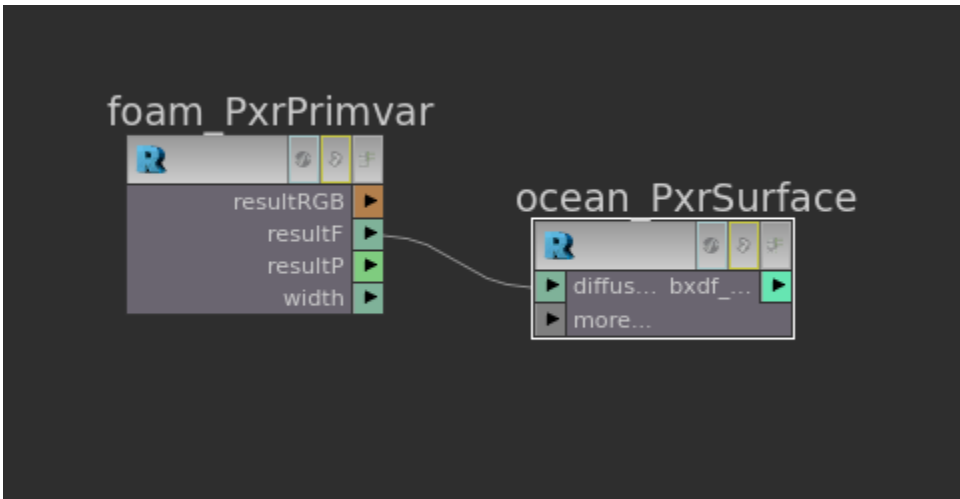 foam_PxrPrimvar
resultRGB
resultF
resultP
width
ocean_PxrSurface
diffus... bxdf_...
more...